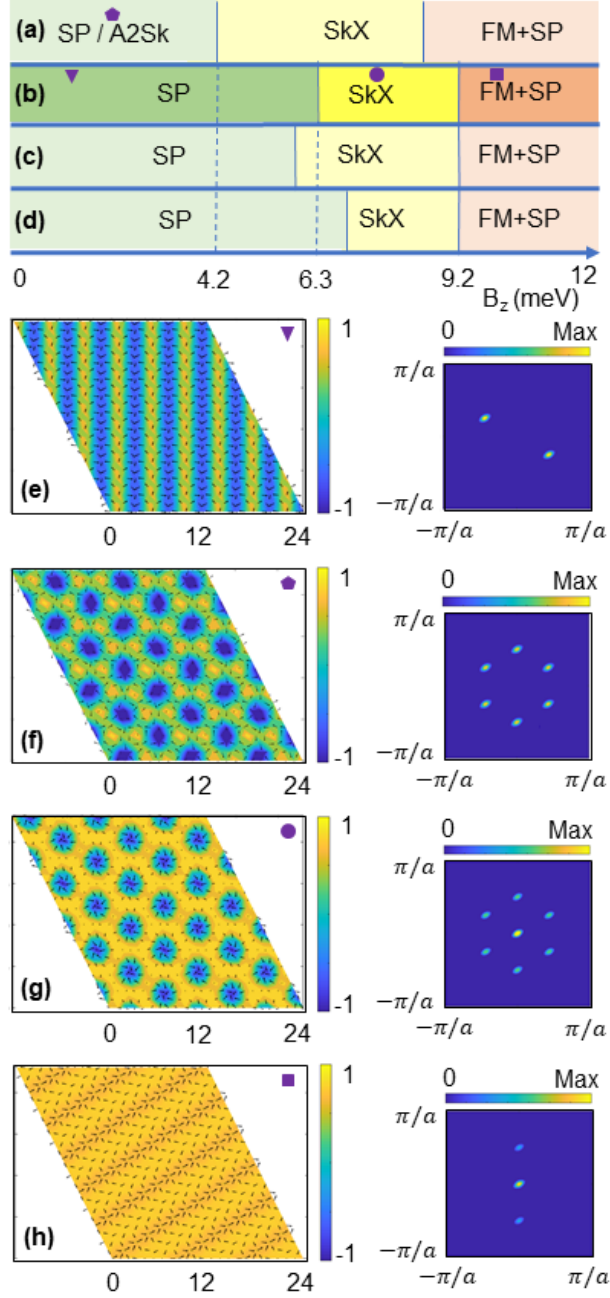 (a) SP / A2Sk SkX FM+SP
(b) SP SkX FM+SP
(c) SP SkX FM+SP
(d) SP SkX FM+SP
0 4.2 6.3 9.2 12
B_z (meV)
1 0 Max
π/a
(e) -1 −π/a
0 12 24 −π/a π/a
1 0 Max
π/a
(f) -1 −π/a
0 12 24 −π/a π/a
1 0 Max
π/a
(g) -1 −π/a
0 12 24 −π/a π/a
1 0 Max
π/a
(h) -1 −π/a
0 12 24 −π/a π/a